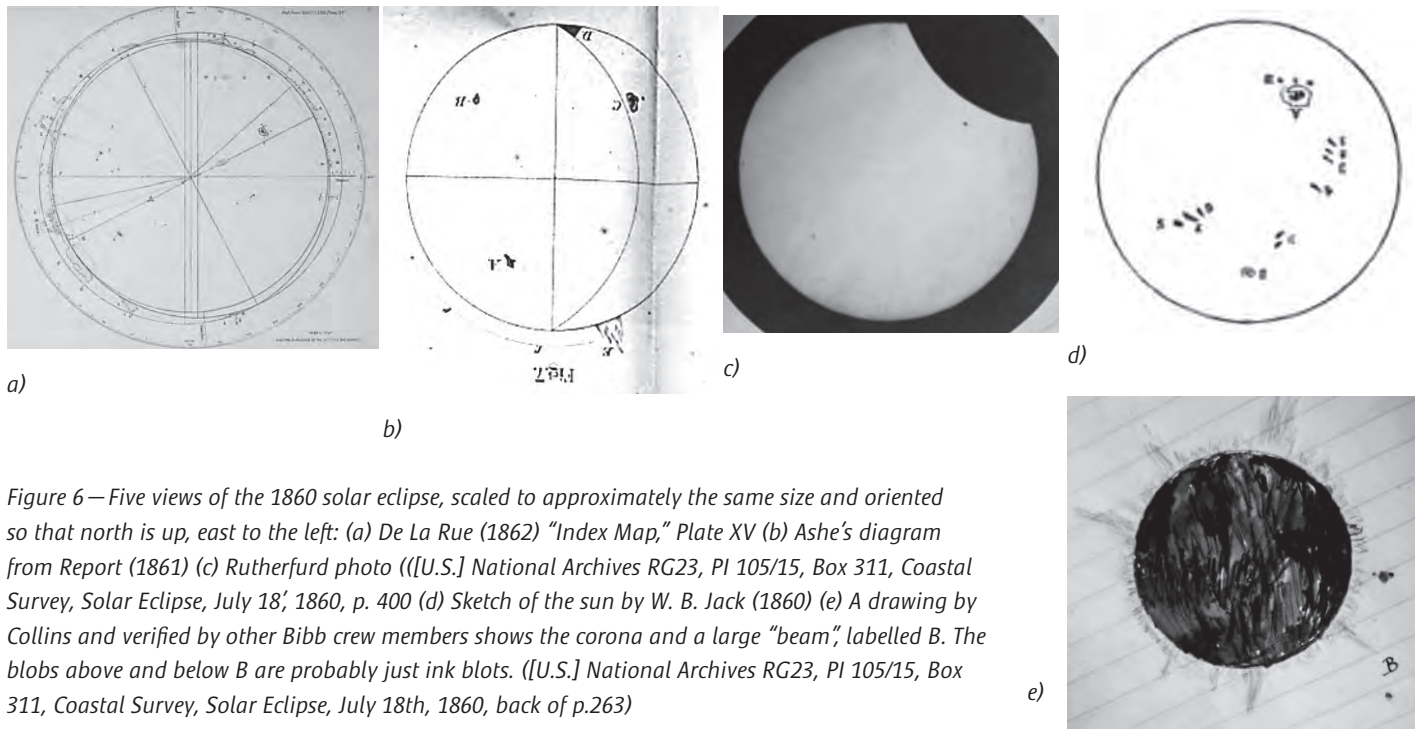 a)
b)
B
D
C
A
E
Fig.7.
c)
d)
e)
B
Figure 6—Five views of the 1860 solar eclipse, scaled to approximately the same size and oriented
so that north is up, east to the left: (a) De La Rue (1862) “Index Map,” Plate XV (b) Ashe’s diagram
from Report (1861) (c) Rutherfurd photo (([U.S.] National Archives RG23, PI 105/15, Box 311, Coastal
Survey, Solar Eclipse, July 18’, 1860, p. 400 (d) Sketch of the sun by W. B. Jack (1860) (e) A drawing by
Collins and verified by other Bibb crew members shows the corona and a large “beam”, labelled B. The
blobs above and below B are probably just ink blots. ([U.S.] National Archives RG23, PI 105/15, Box
311, Coastal Survey, Solar Eclipse, July 18th, 1860, back of p.263)